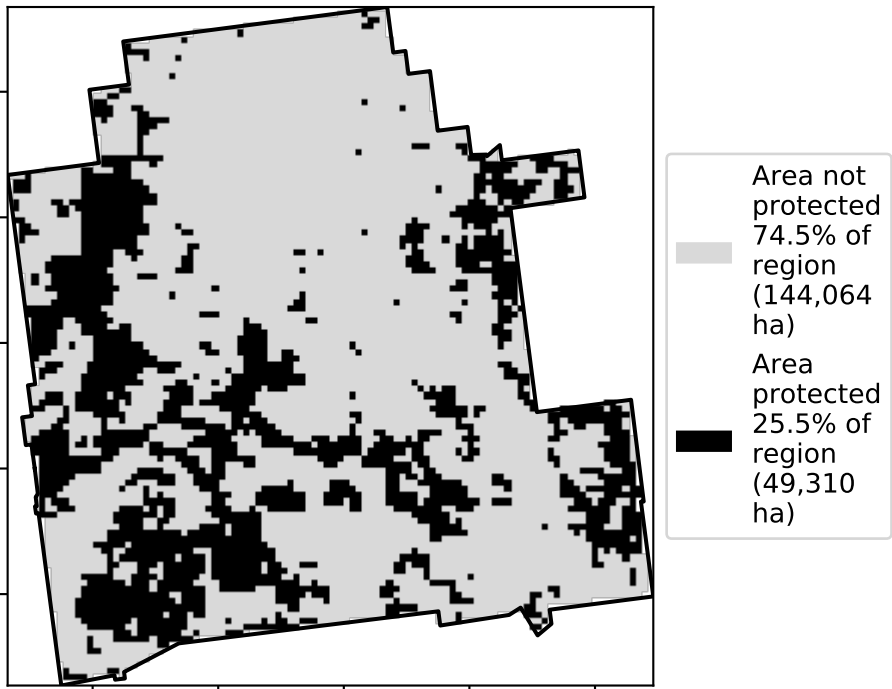 Area not
protected
74.5% of
region
(144,064
ha)
Area
protected
25.5% of
region
(49,310
ha)